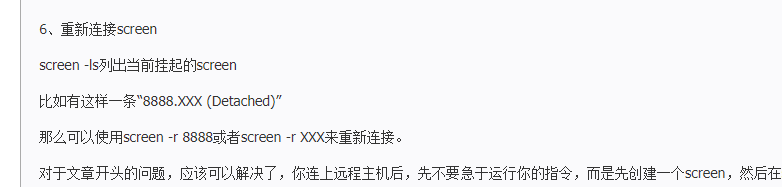 6、重新连接screen
screen -ls列出当前挂起的screen
比如有这样一条“8888.XXX (Detached)”
那么可以使用screen -r 8888或者screen -r XXX来重新连接。
对于文章开头的问题，应该可以解决了，你连上远程主机后，先不要急于运行你的指令，而是先创建一个screen，然后在